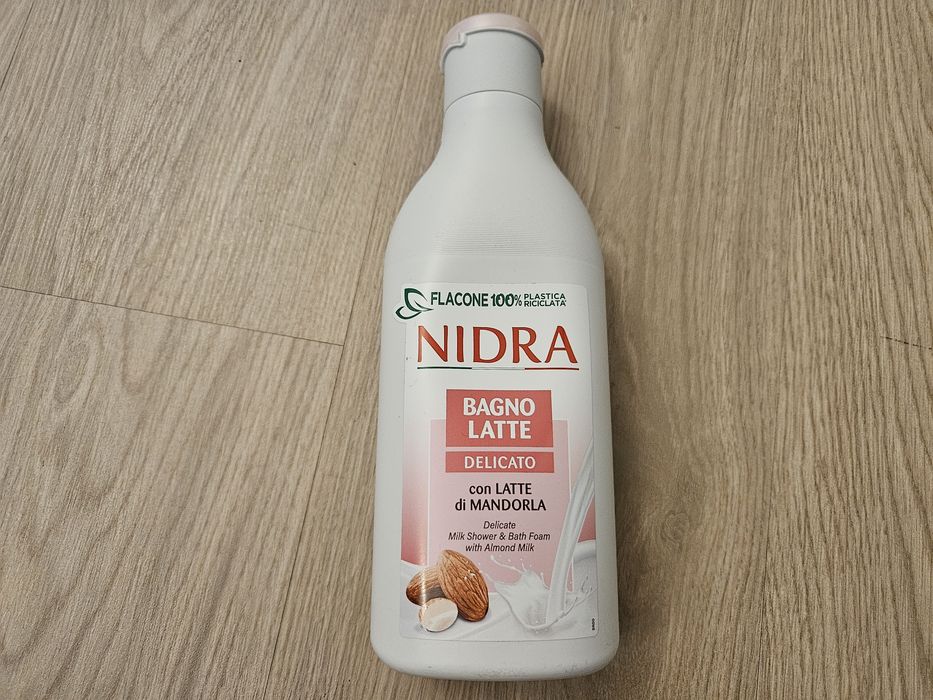 FLACONE 100% PLASTICA RICICLATA*
NIDRA
BAGNO
LATTE
DELICATO
con LATTE
di MANDORLA
Delicate
Milk Shower & Bath Foam
with Almond Milk